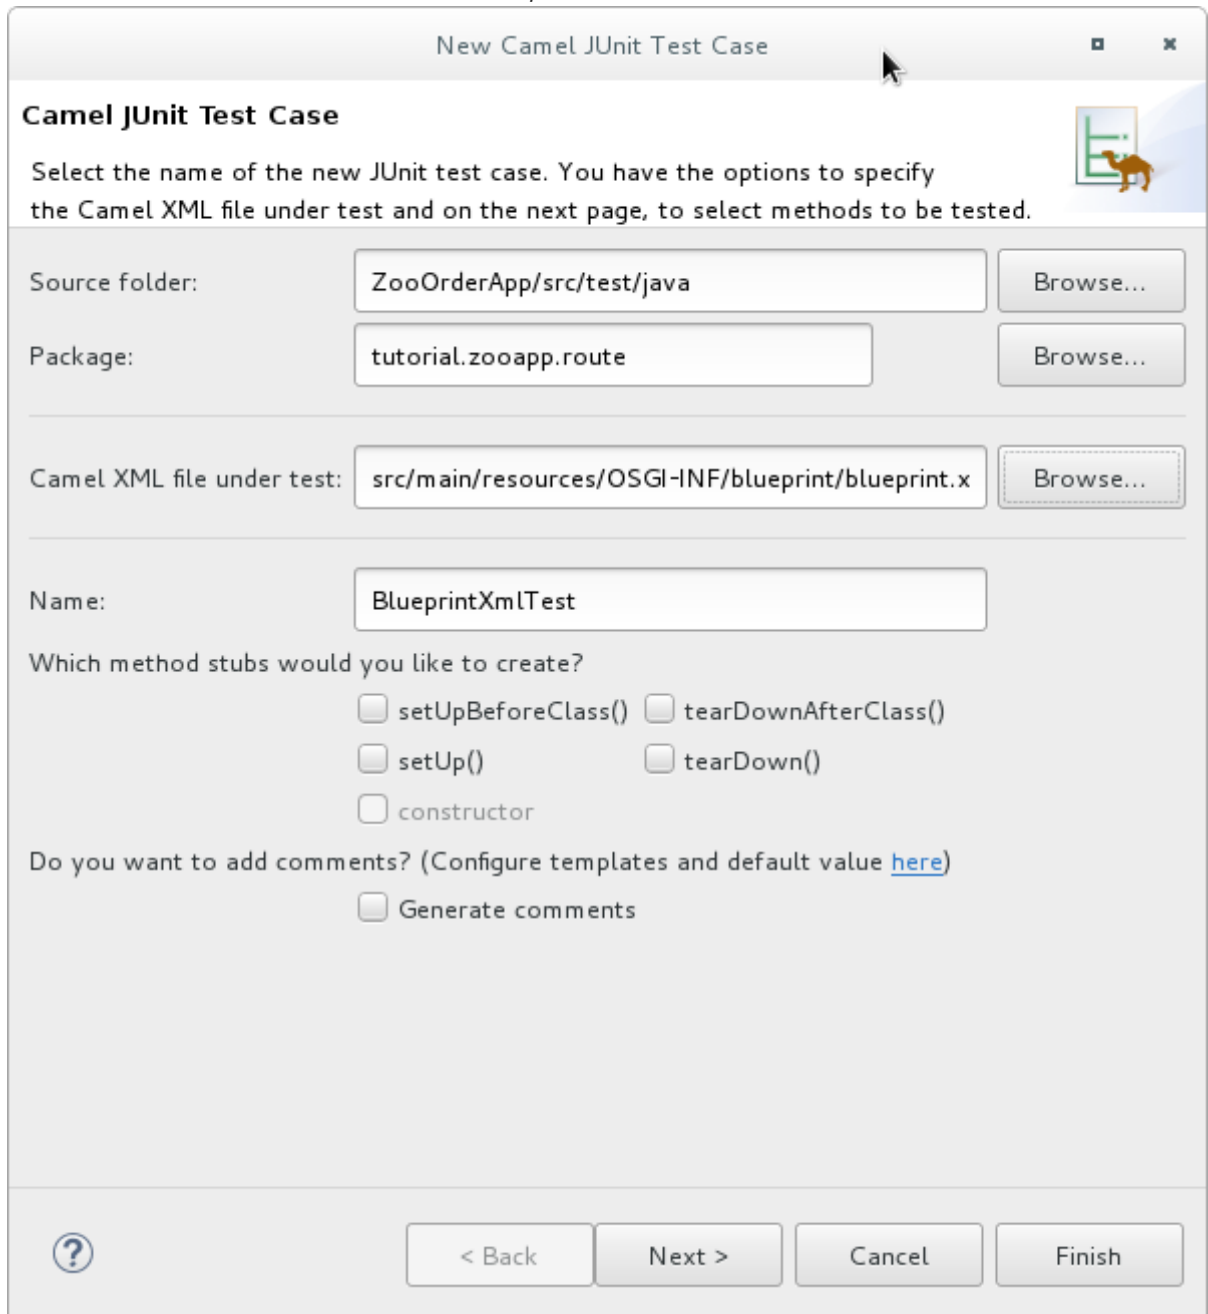 New Camel JUnit Test Case
Camel JUnit Test Case
Select the name of the new JUnit test case. You have the options to specify
the Camel XML file under test and on the next page, to select methods to be tested.
Source folder: ZooOrderApp/src/test/java Browse...
Package: tutorial.zooapp.route Browse...
Camel XML file under test: src/main/resources/OSGI-INF/blueprint/blueprint.x Browse...
Name: BlueprintXmlTest
Which method stubs would you like to create?
setUpBeforeClass() tearDownAfterClass()
setUp() tearDown()
constructor
Do you want to add comments? (Configure templates and default value here)
Generate comments
? < Back Next > Cancel Finish